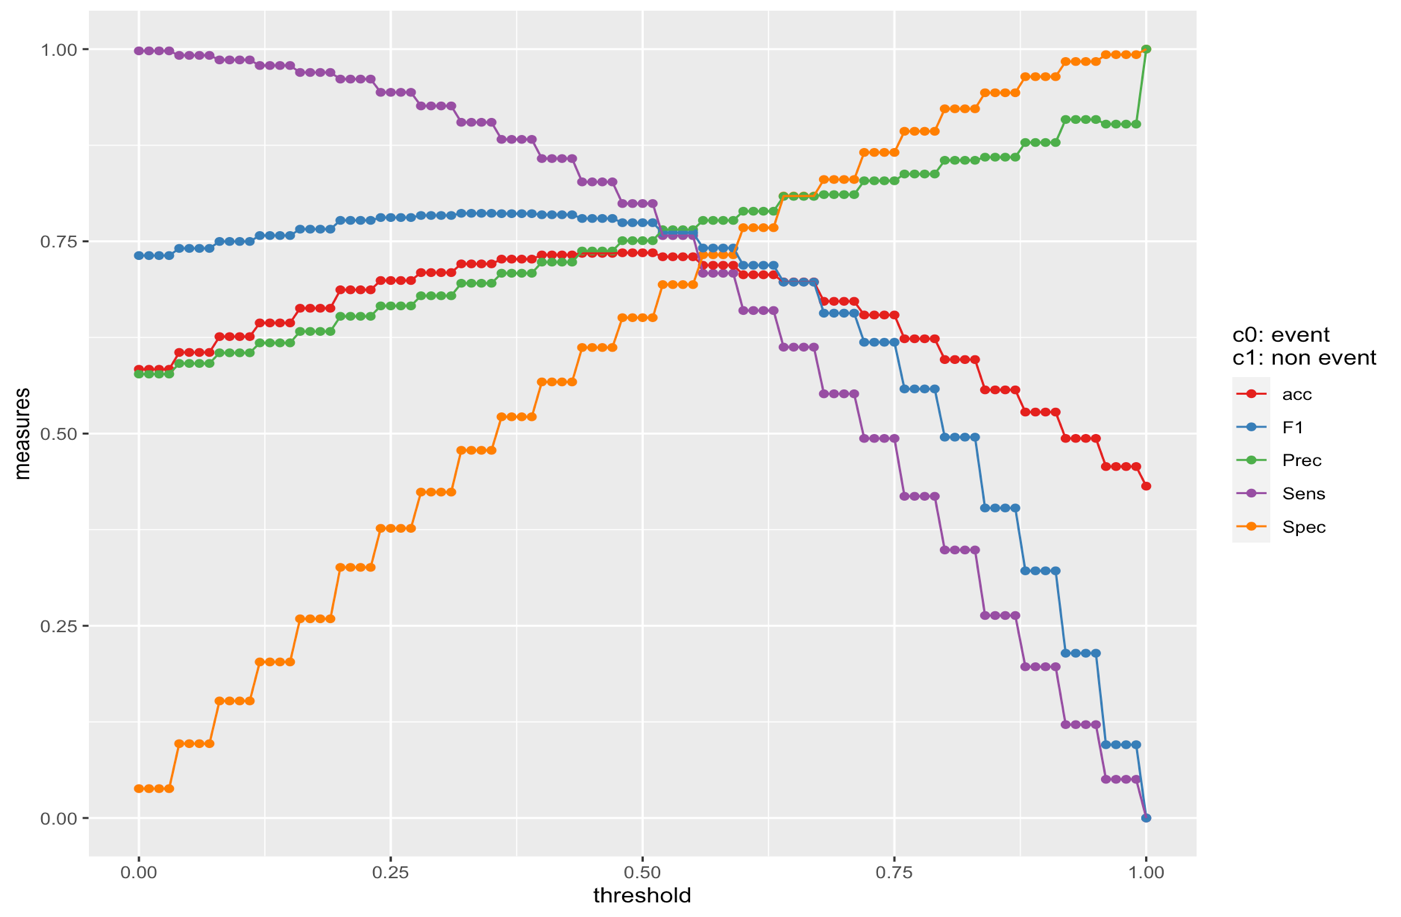 1.00
0.75
0.50
0.25
0.00
measures
0.00
0.25
0.50
0.75
1.00
threshold
c0: event
c1: non event
acc
F1
Prec
Sens
Spec